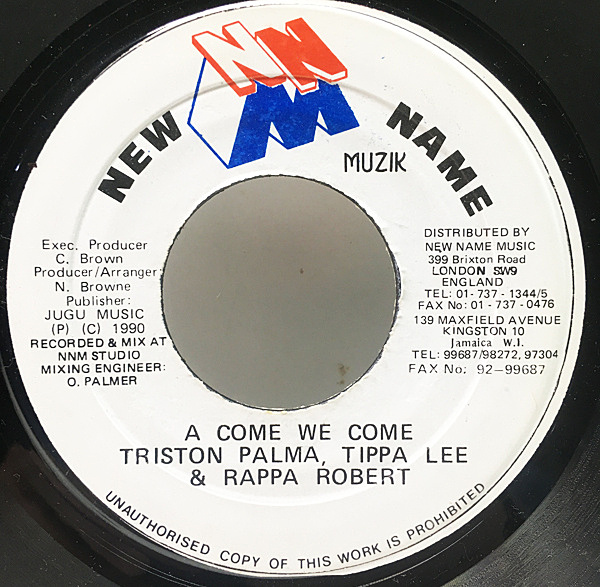 NNM
NEW NAME
MUZIK
Exec. Producer
C. Brown
Producer/Arranger:
N. Browne
Publisher:
JUGU MUSIC
(P) (C) 1990
RECORDED & MIX AT
NNM STUDIO
MIXING ENGINEER:
O. PALMER
DISTRIBUTED BY
NEW NAME MUSIC
399 Brixton Road
LONDON SW9
ENGLAND
TEL: 01-737-1344/5
FAX No: 01-737-0476
139 MAXFIELD AVENUE
KINGSTON 10
Jamaica W.I.
TEL: 99687/98272, 97304
FAX No: 92-99687
A COME WE COME
TRISTON PALMA, TIPPA LEE
& RAPPA ROBERT
UNAUTHORISED COPY OF THIS WORK IS PROHIBITED